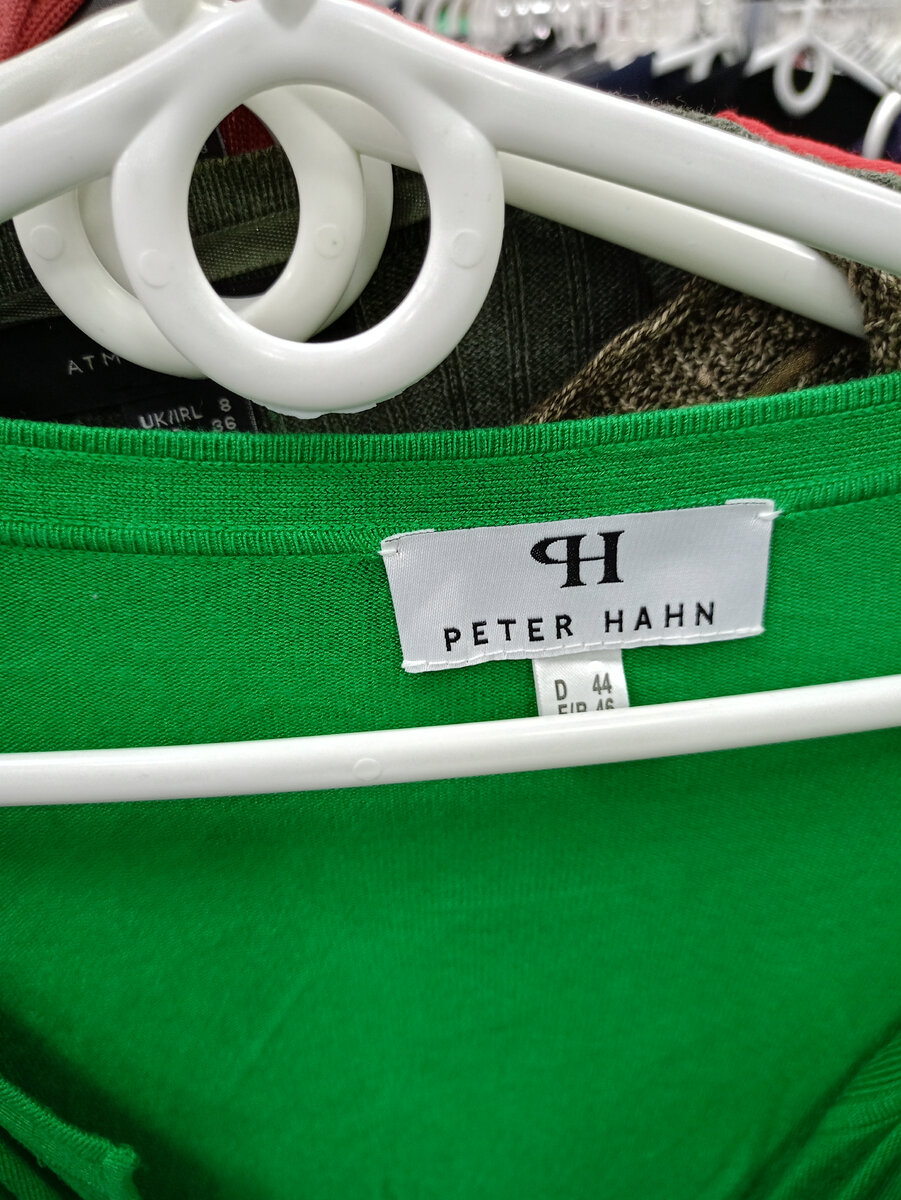 ATM
UK/IRL 8
36
PH
PETER HAHN
D 44
F/B 46